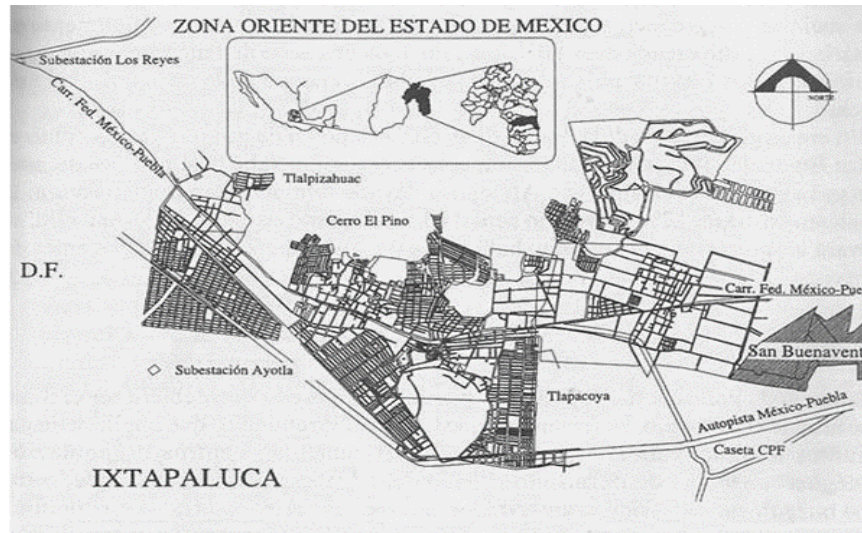 ZONA ORIENTE DEL ESTADO DE MEXICO
Subestación Los Reyes
Carr. Fed. México-Puebla
NORTE
Tlalpizahuac
Cerro El Pino
D.F.
Carr. Fed. México-Pue
San Buenavent
Subestación Ayotla
Tlapacoya
Autopista México-Puebla
Caseta CPF
IXTAPALUCA